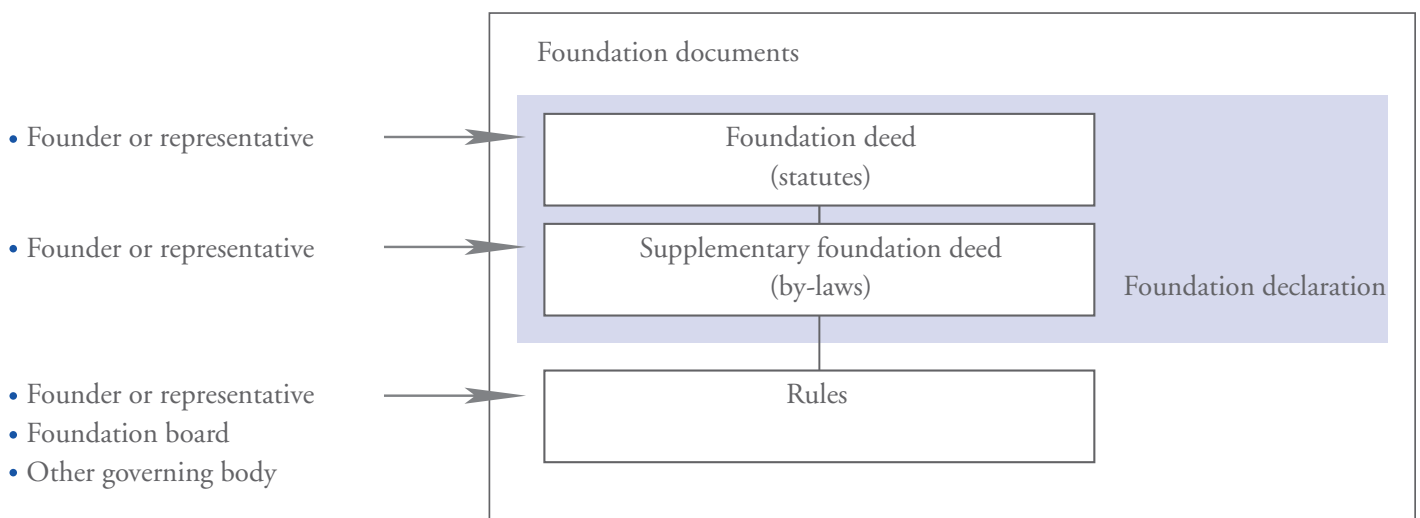 Foundation documents
• Founder or representative
Foundation deed
(statutes)
• Founder or representative
Supplementary foundation deed
(by-laws)
Foundation declaration
• Founder or representative
• Foundation board
• Other governing body
Rules